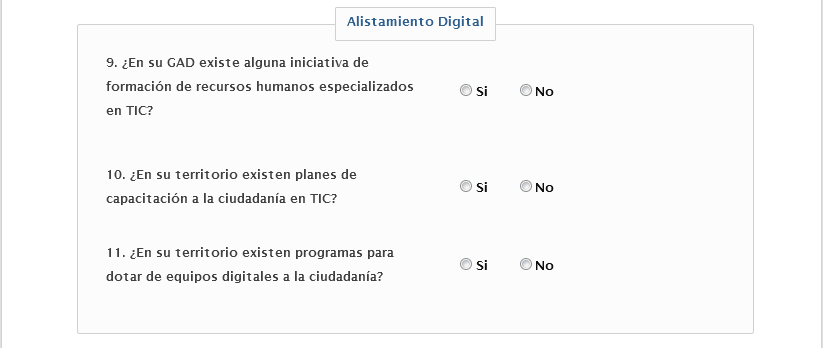 Alistamiento Digital
9. ¿En su GAD existe alguna iniciativa de
formación de recursos humanos especializados
en TIC?
Si No
10. ¿En su territorio existen planes de
capacitación a la ciudadanía en TIC?
Si No
11. ¿En su territorio existen programas para
dotar de equipos digitales a la ciudadanía?
Si No